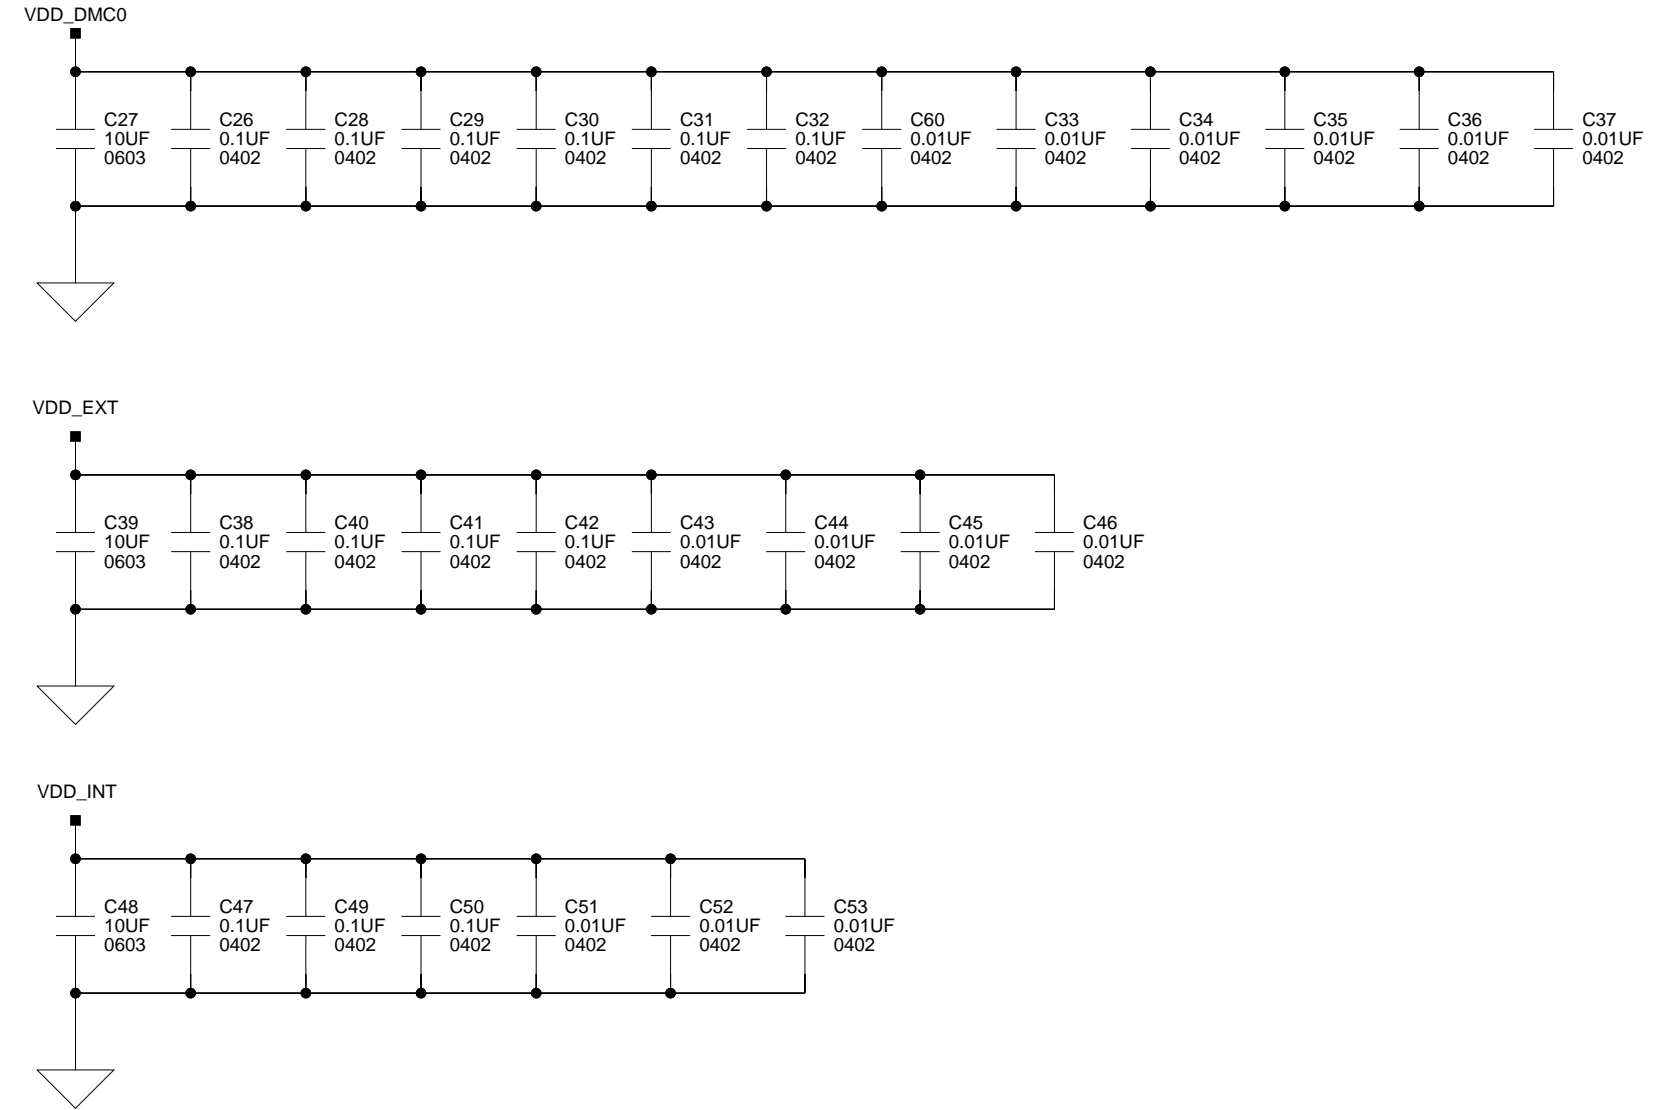 VDD_DMC0
C27
10UF
0603
C26
0.1UF
0402
C28
0.1UF
0402
C29
0.1UF
0402
C30
0.1UF
0402
C31
0.1UF
0402
C32
0.1UF
0402
C60
0.01UF
0402
C33
0.01UF
0402
C34
0.01UF
0402
C35
0.01UF
0402
C36
0.01UF
0402
C37
0.01UF
0402
VDD_EXT
C39
10UF
0603
C38
0.1UF
0402
C40
0.1UF
0402
C41
0.1UF
0402
C42
0.1UF
0402
C43
0.01UF
0402
C44
0.01UF
0402
C45
0.01UF
0402
C46
0.01UF
0402
VDD_INT
C48
10UF
0603
C47
0.1UF
0402
C49
0.1UF
0402
C50
0.1UF
0402
C51
0.01UF
0402
C52
0.01UF
0402
C53
0.01UF
0402